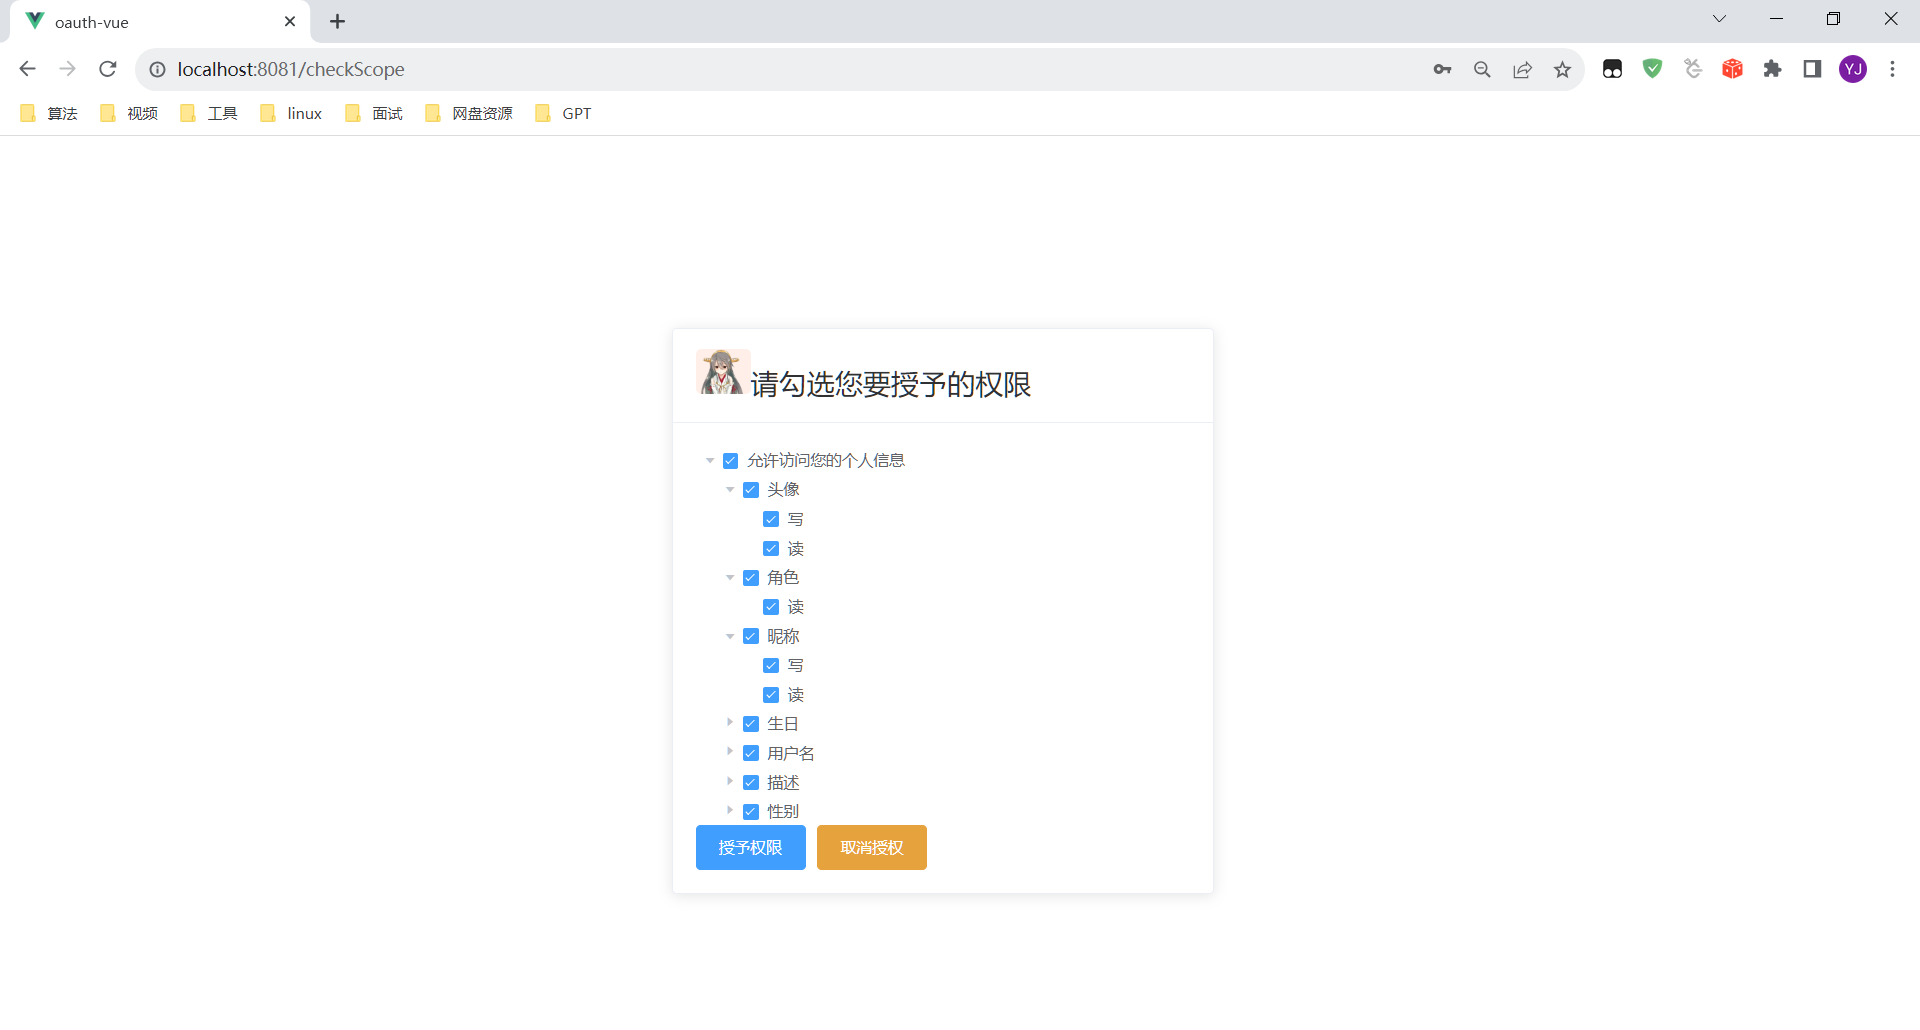 oauth-vue
localhost:8081/checkScope
YJ
算法 视频 工具 linux 面试 网盘资源 GPT
请勾选您要授予的权限
允许访问您的个人信息
头像
写
读
角色
读
昵称
写
读
生日
用户名
描述
性别
授予权限 取消授权